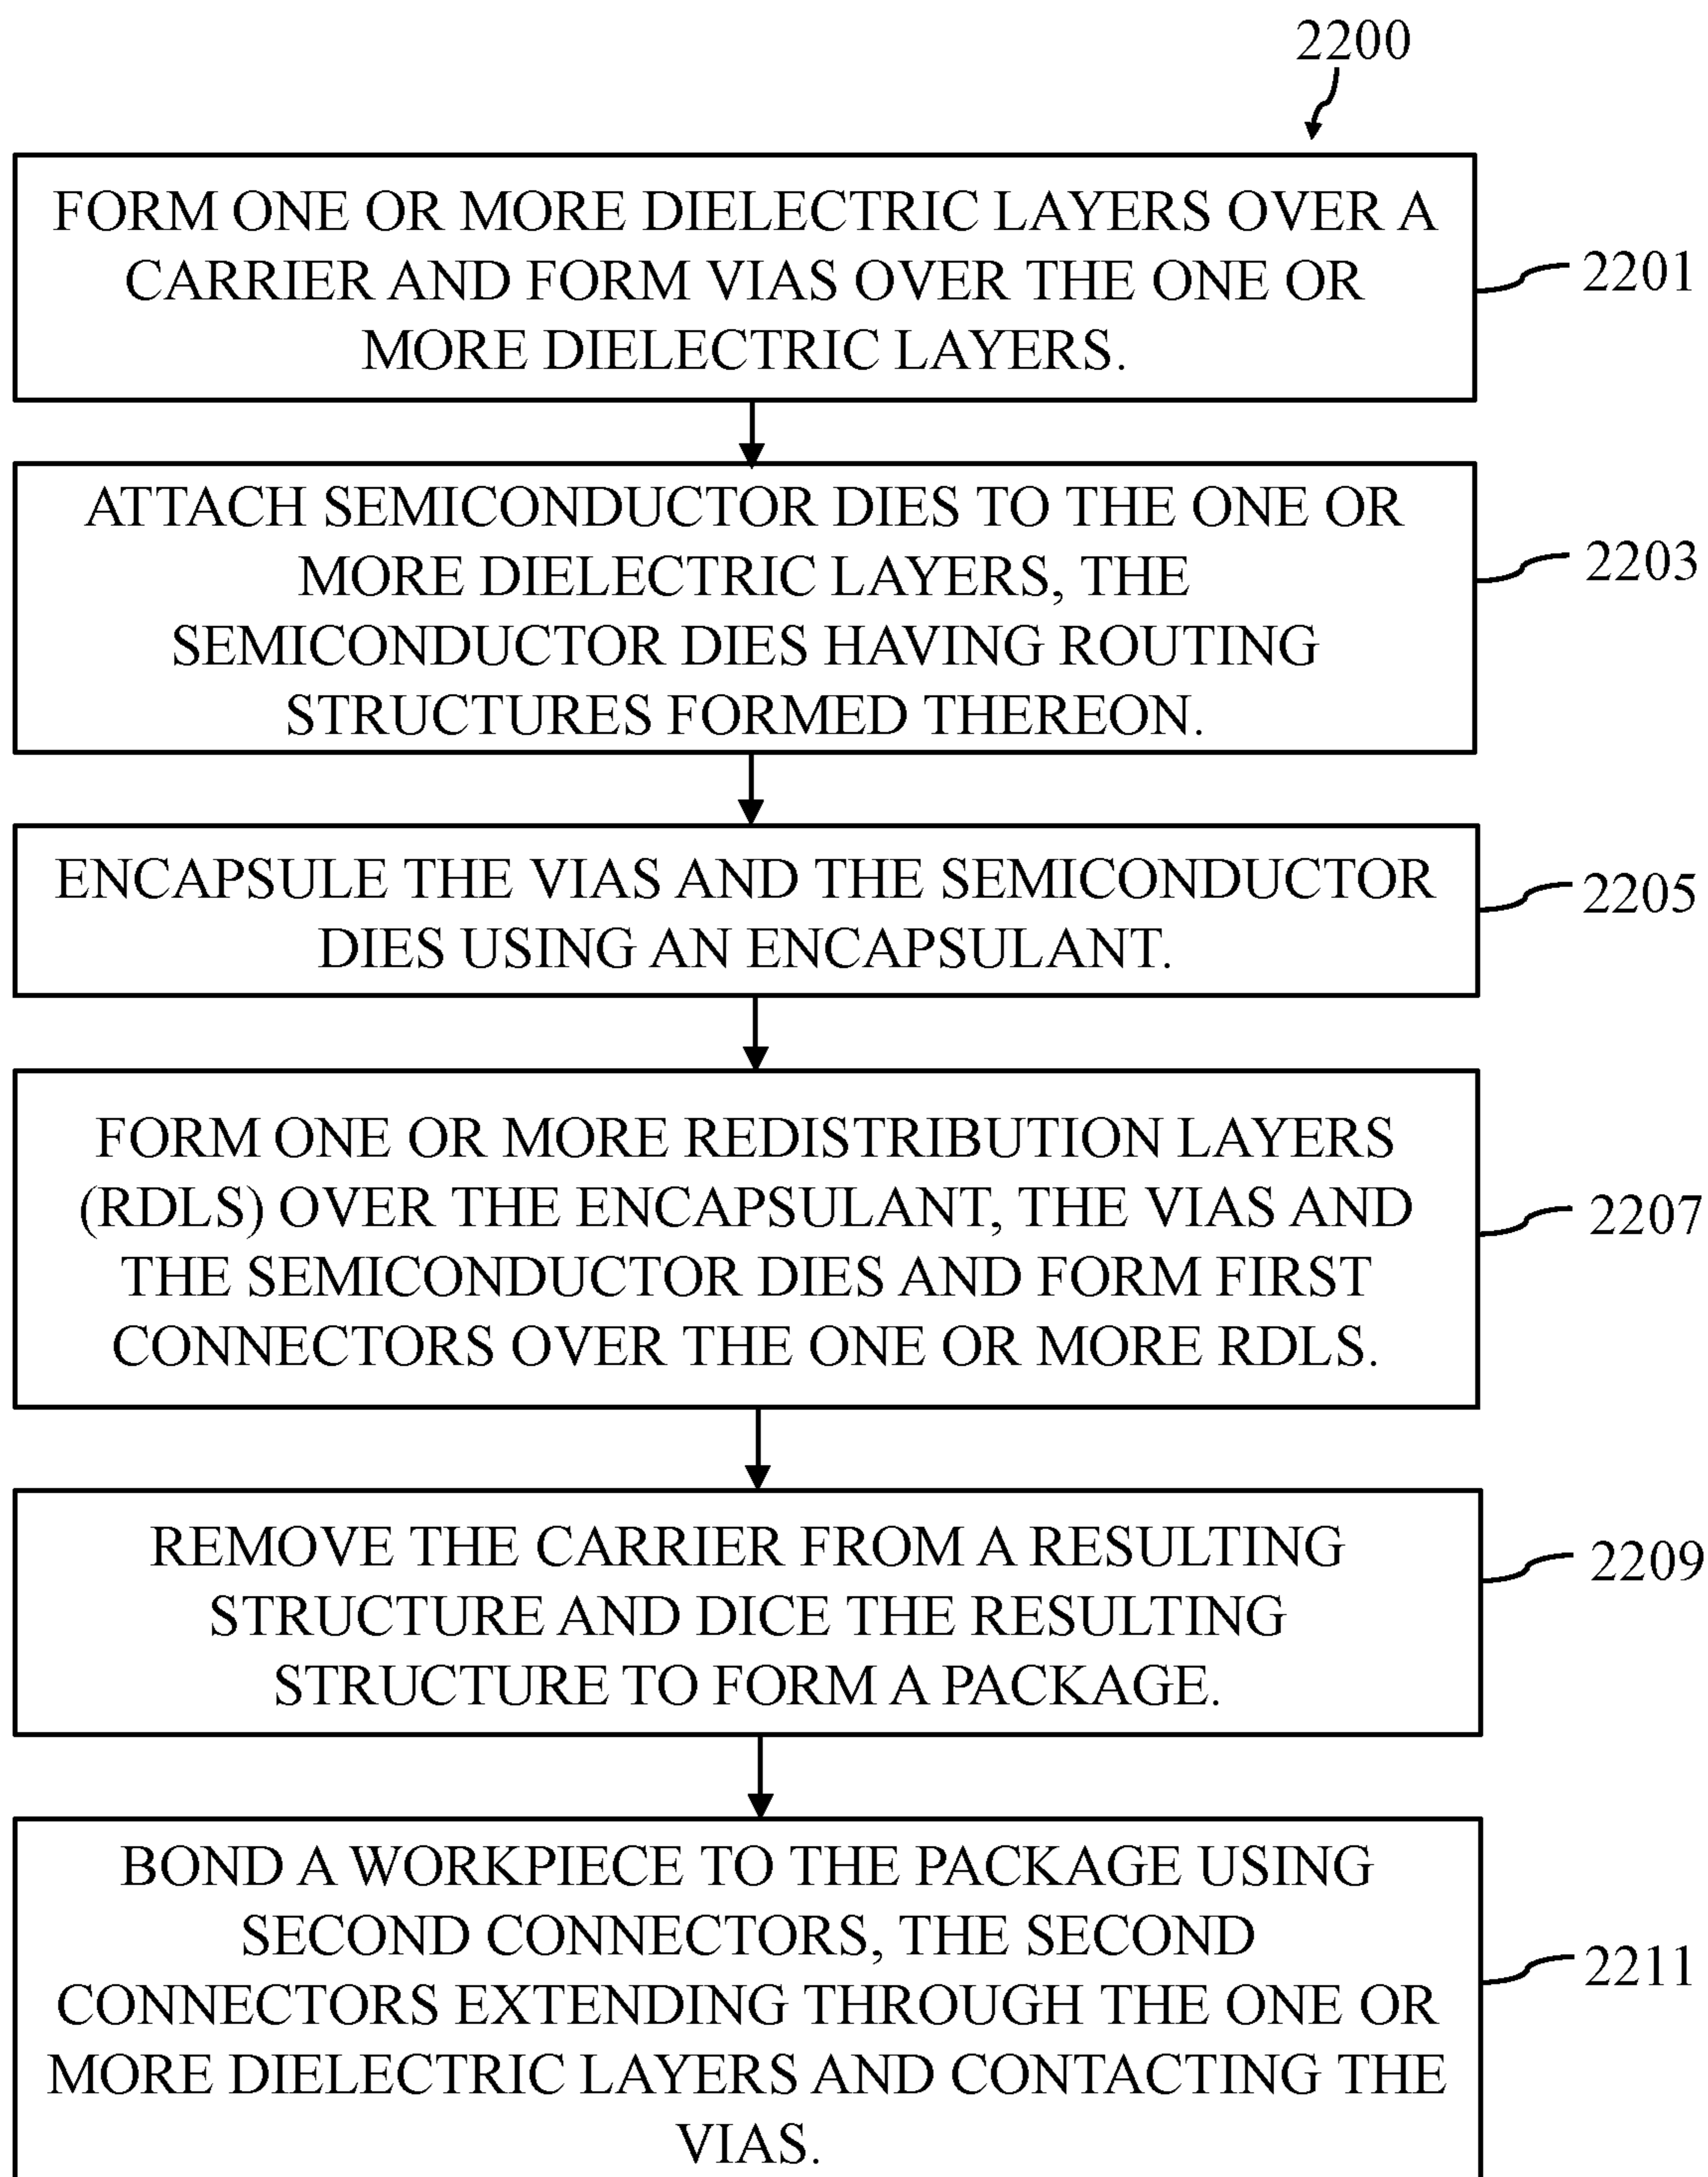 2200
FORM ONE OR MORE DIELECTRIC LAYERS OVER A
CARRIER AND FORM VIAS OVER THE ONE OR
MORE DIELECTRIC LAYERS.
2201
ATTACH SEMICONDUCTOR DIES TO THE ONE OR
MORE DIELECTRIC LAYERS, THE
SEMICONDUCTOR DIES HAVING ROUTING
STRUCTURES FORMED THEREON.
2203
ENCAPSULE THE VIAS AND THE SEMICONDUCTOR
DIES USING AN ENCAPSULANT.
2205
FORM ONE OR MORE REDISTRIBUTION LAYERS
(RDLS) OVER THE ENCAPSULANT, THE VIAS AND
THE SEMICONDUCTOR DIES AND FORM FIRST
CONNECTORS OVER THE ONE OR MORE RDLS.
2207
REMOVE THE CARRIER FROM A RESULTING
STRUCTURE AND DICE THE RESULTING
STRUCTURE TO FORM A PACKAGE.
2209
BOND A WORKPIECE TO THE PACKAGE USING
SECOND CONNECTORS, THE SECOND
CONNECTORS EXTENDING THROUGH THE ONE OR
MORE DIELECTRIC LAYERS AND CONTACTING THE
VIAS.
2211